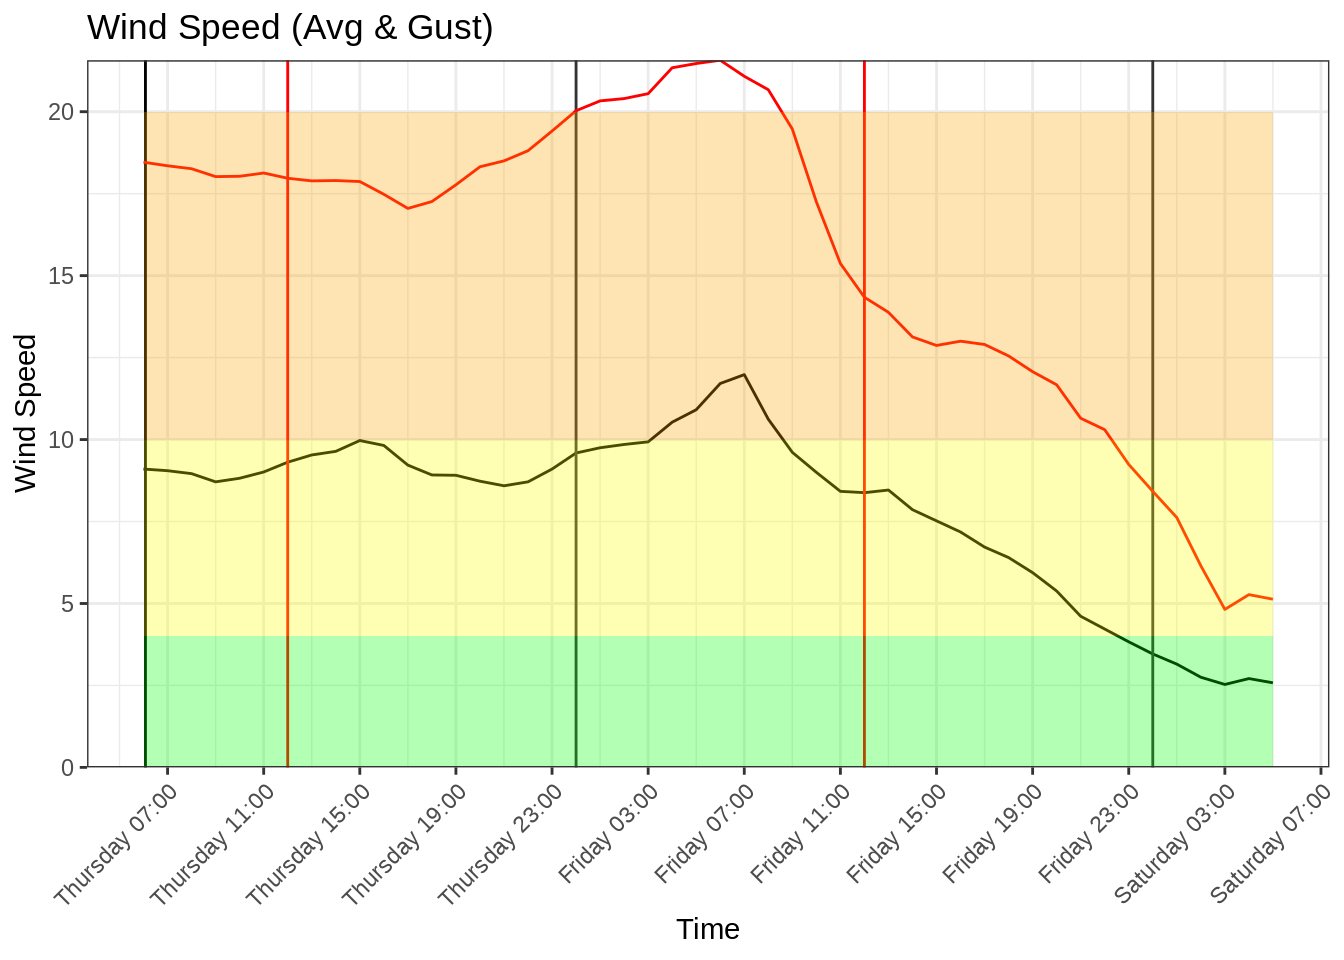 Wind Speed (Avg & Gust)
Wind Speed
20
15
10
5
0
Thursday 07:00
Thursday 11:00
Thursday 15:00
Thursday 19:00
Thursday 23:00
Friday 03:00
Friday 07:00
Friday 11:00
Friday 15:00
Friday 19:00
Friday 23:00
Saturday 03:00
Saturday 07:00
Time